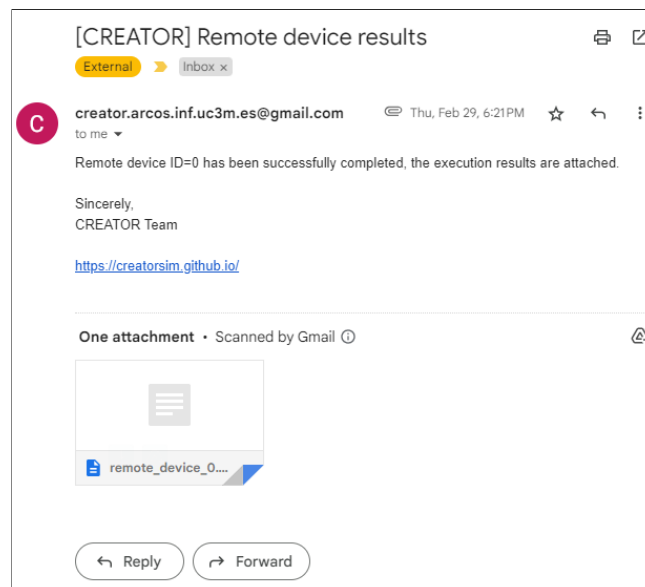 [CREATOR] Remote device results
External Inbox ×
C
creator.arcos.inf.uc3m.es@gmail.com Thu, Feb 29, 6:21 PM
to me
Remote device ID=0 has been successfully completed, the execution results are attached.
Sincerely,
CREATOR Team
https://creatorsim.github.io/
One attachment • Scanned by Gmail
remote_device_0....
Reply Forward